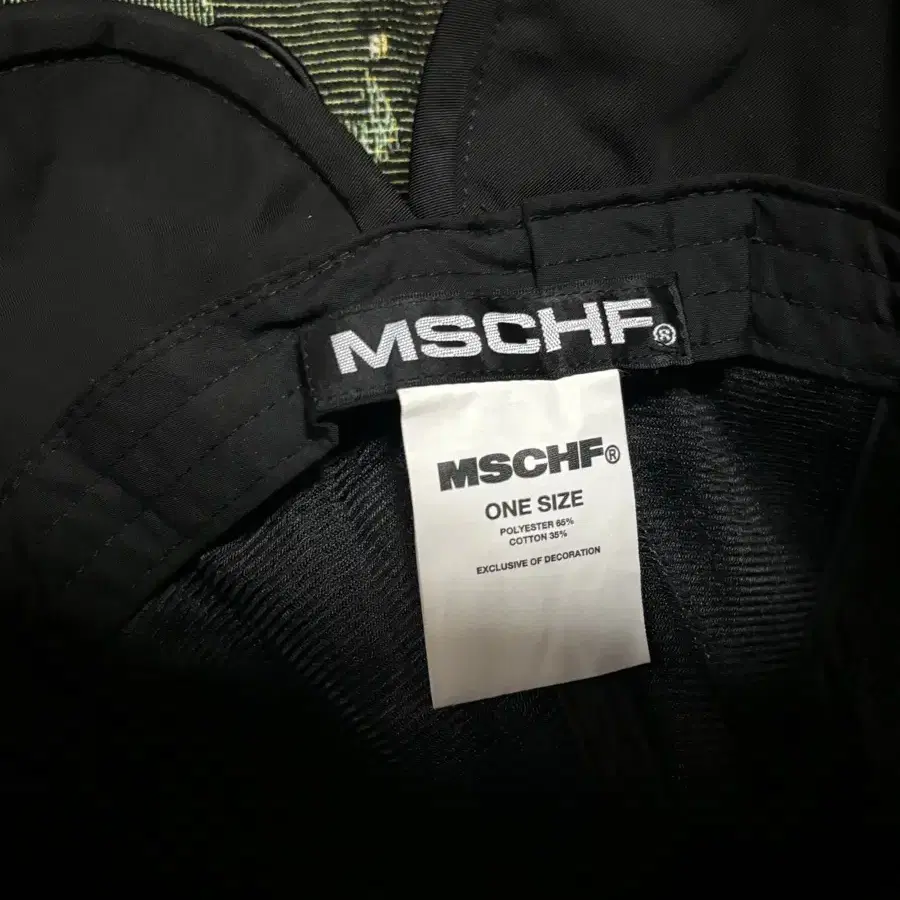 MSCHF®
MSCHF®
ONE SIZE
POLYESTER 65%
COTTON 35%
EXCLUSIVE OF DECORATION